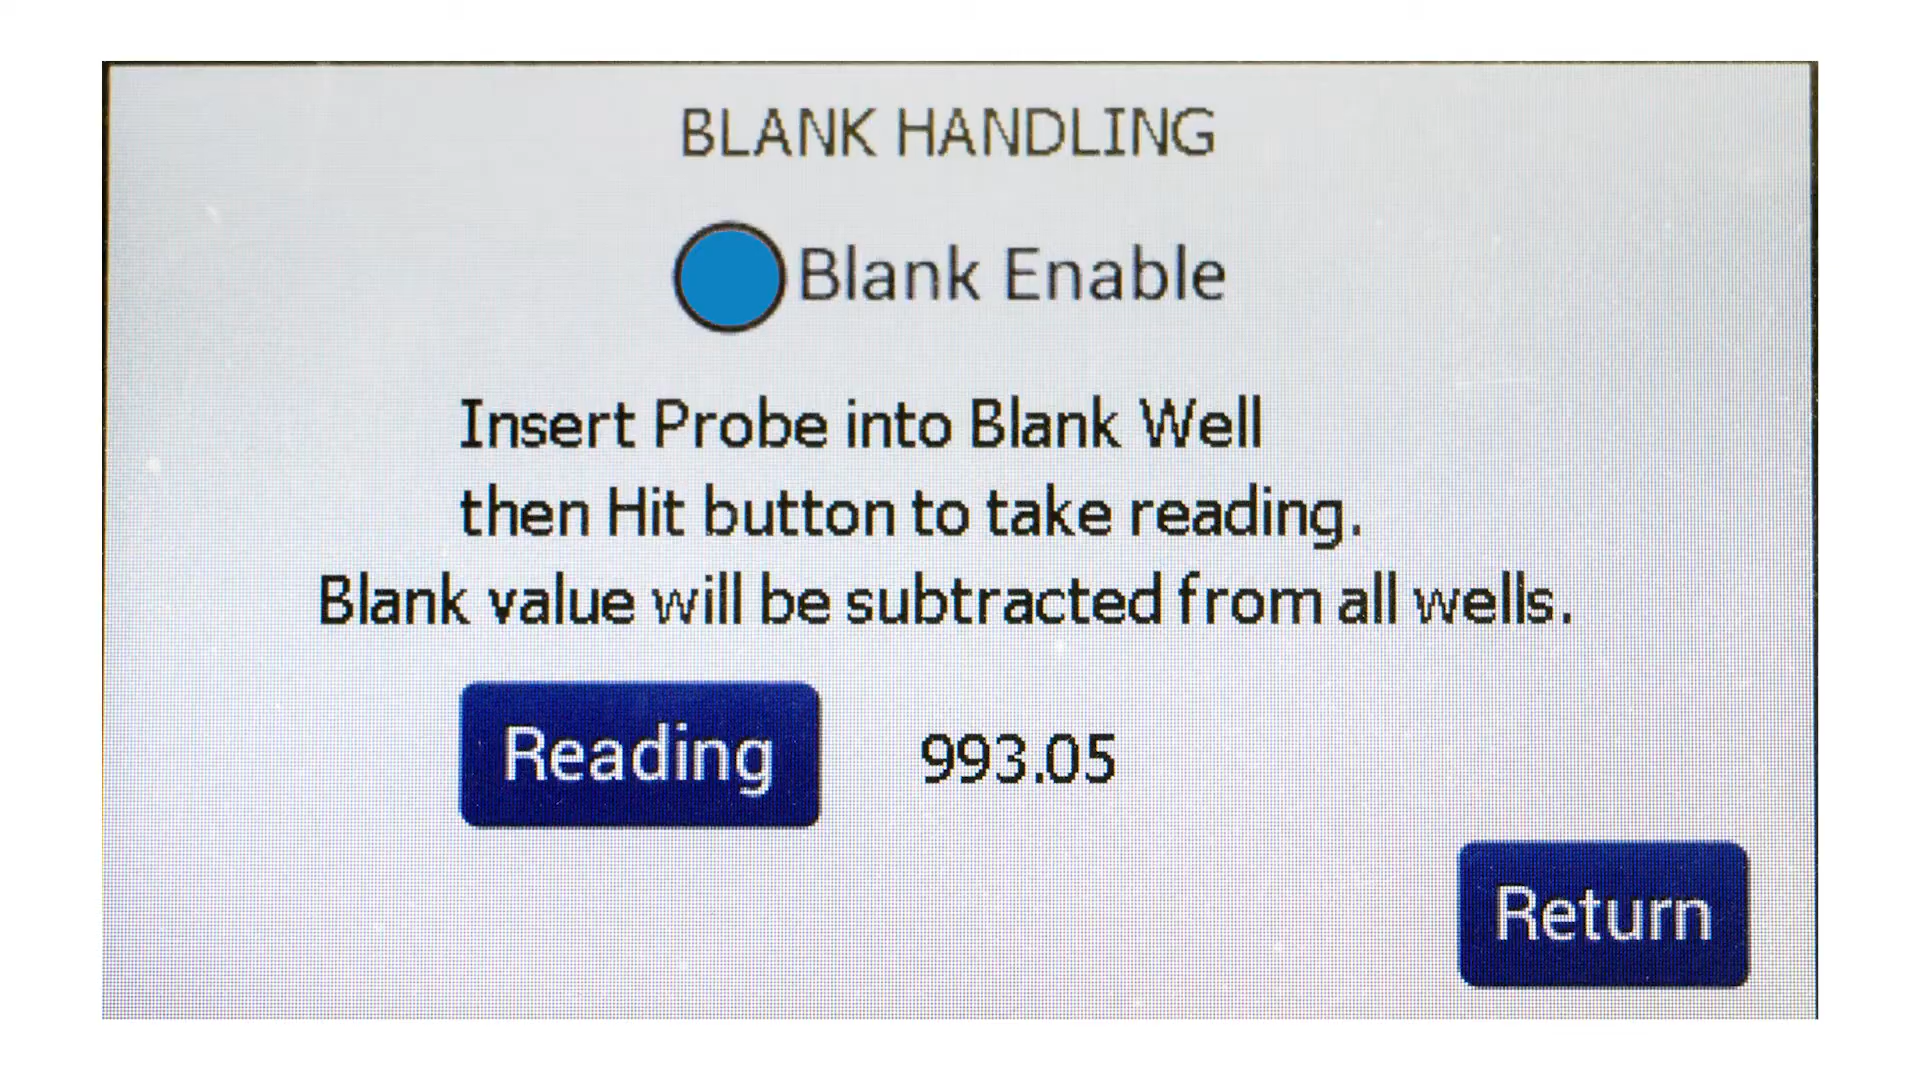 BLANK HANDLING
Blank Enable
Insert Probe into Blank Well
then Hit button to take reading.
Blank value will be subtracted from all wells.
Reading 993.05
Return